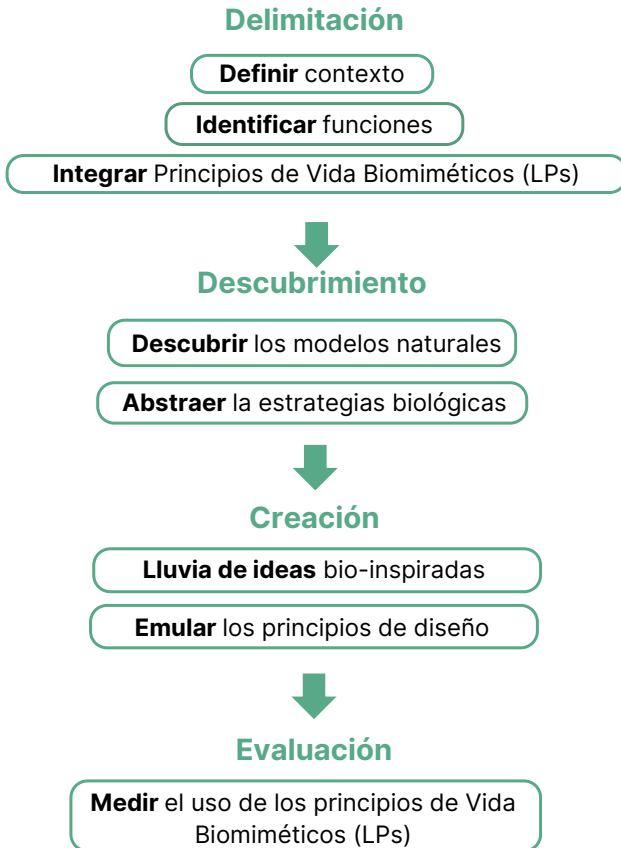 Delimitación
Definir contexto
Identificar funciones
Integrar Principios de Vida Biomiméticos (LPs)
Descubrimiento
Descubrir los modelos naturales
Abstraer la estrategias biológicas
Creación
Lluvia de ideas bio-inspiradas
Emular los principios de diseño
Evaluación
Medir el uso de los principios de Vida
Biomiméticos (LPs)